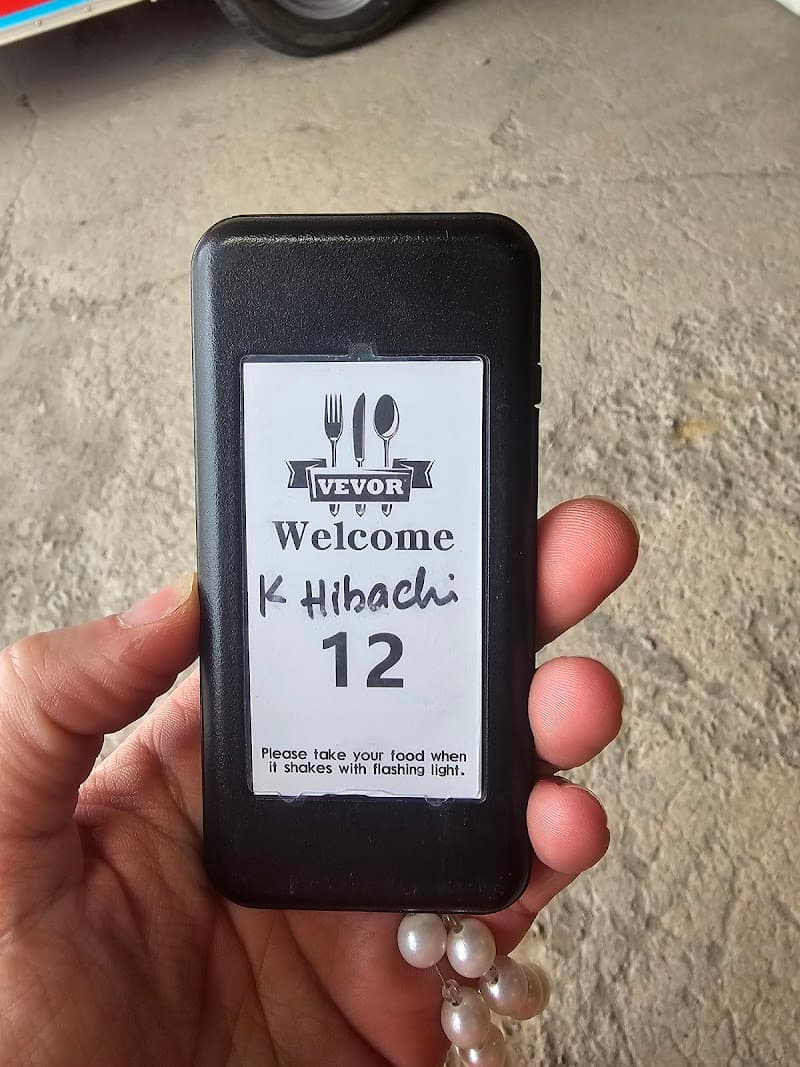 VEVOR
Welcome
K Hibachi
12
Please take your food when
it shakes with flashing light.